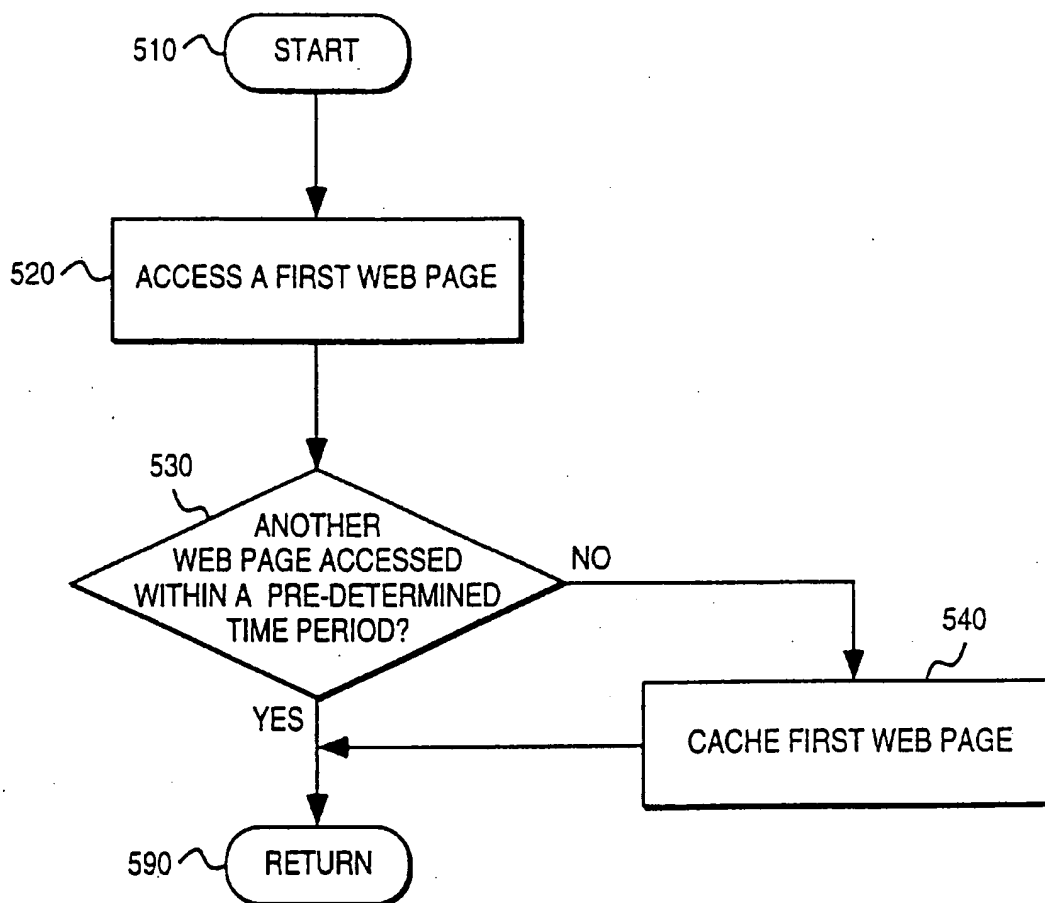 510
START
520
ACCESS A FIRST WEB PAGE
530
ANOTHER
WEB PAGE ACCESSED
WITHIN A PRE-DETERMINED
TIME PERIOD?
NO
540
YES
CACHE FIRST WEB PAGE
590
RETURN